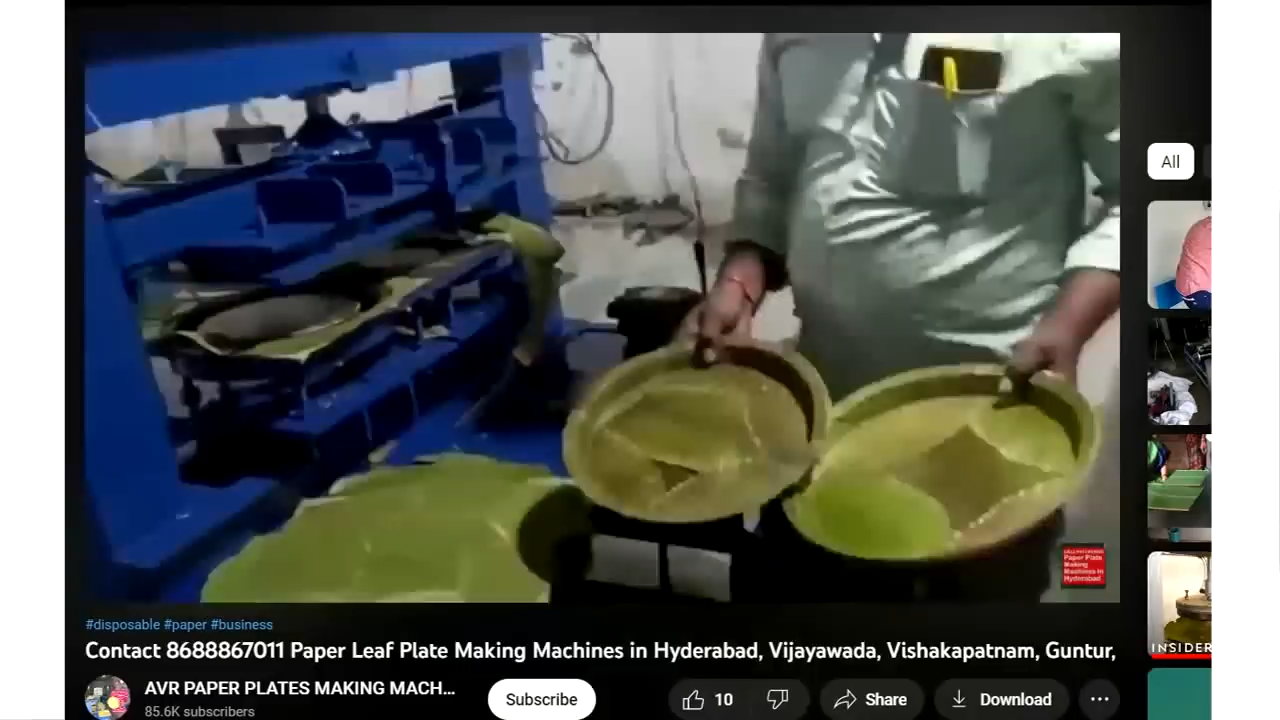 All
Paper Plate
Making
Machines in
Hyderabad
INSIDER
#disposable #paper #business
Contact 8688867011 Paper Leaf Plate Making Machines in Hyderabad, Vijayawada, Vishakapatnam, Guntur,
AVR PAPER PLATES MAKING MACH...
85.6K subscribers
Subscribe
10
Share
Download